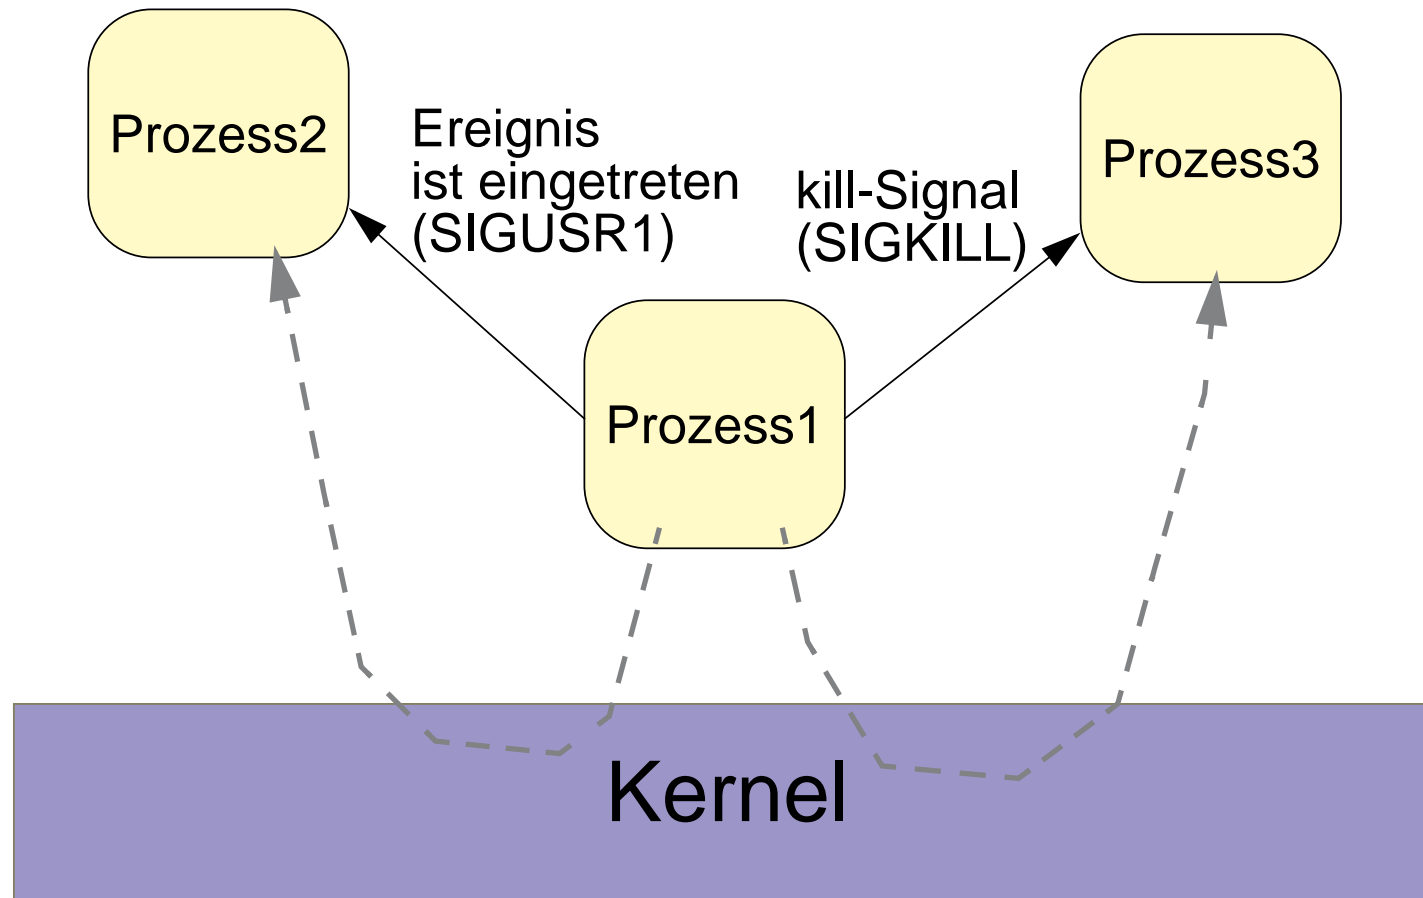 Prozess2
Ereignis
ist eingetreten
(SIGUSR1)
kill-Signal
(SIGKILL)
Prozess3
Prozess1
Kernel